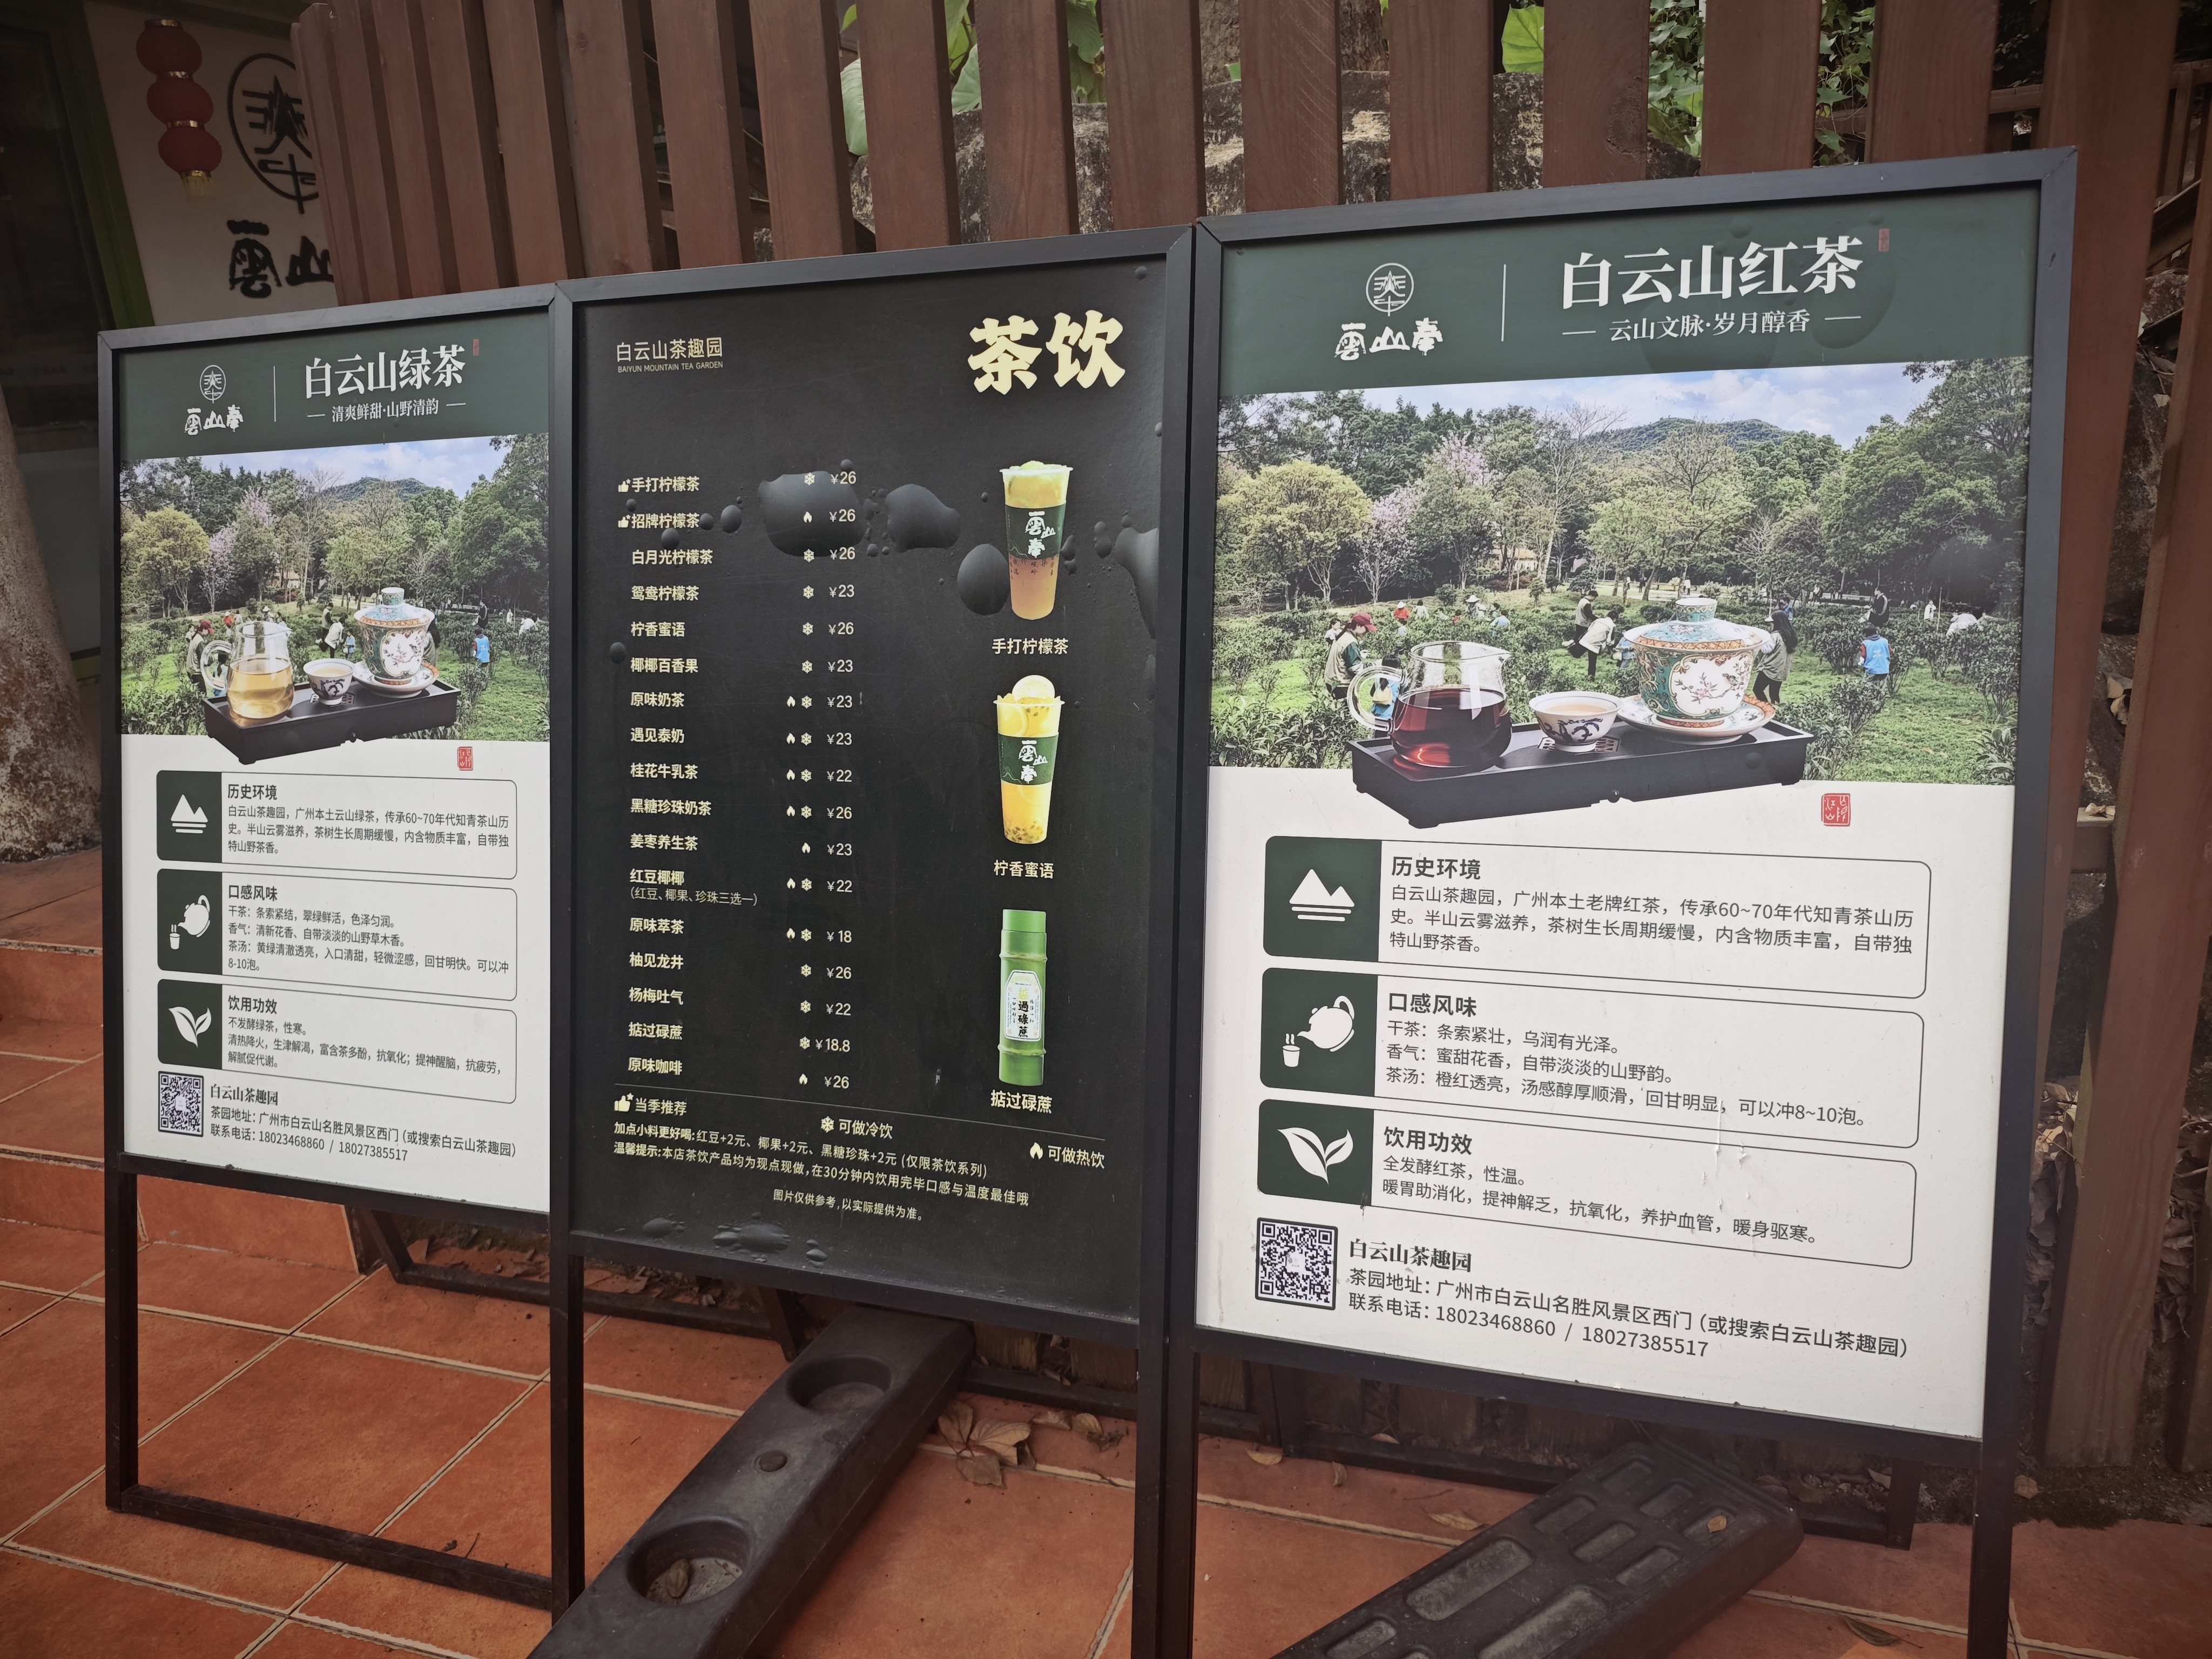 雲山
雲山奉
白云山绿茶
清爽鲜甜·山野清韵
历史环境
白云山茶趣园，广州本土云山绿茶，传承60~70年代知青茶山历
史。半山云雾滋养，茶树生长周期缓慢，内含物质丰富，自带独
特山野茶香。
口感风味
干茶：条索紧结，翠绿鲜活，色泽匀润。
香气：清新花香、自带淡淡的山野草木香。
茶汤：黄绿清澈透亮，入口清甜，轻微涩感，回甘明快。可以冲
8-10泡。
饮用功效
不发酵绿茶，性寒。
清热降火，生津解渴，富含茶多酚，抗氧化；提神醒脑，抗疲劳，
解腻促代谢。
白云山茶趣园
茶园地址：广州市白云山名胜风景区西门（或搜索白云山茶趣园）
联系电话：18023468860 / 18027385517
白云山茶趣园
BAIYUN MOUNTAIN TEA GARDEN
茶饮
手打柠檬茶 ¥26
招牌柠檬茶 ¥26
白月光柠檬茶 ¥26
鸳鸯柠檬茶 ¥23
柠香蜜语 ¥26
椰椰百香果 ¥23
原味奶茶 ¥23
遇见泰奶 ¥23
桂花牛乳茶 ¥22
黑糖珍珠奶茶 ¥26
姜枣养生茶 ¥23
红豆椰椰 ¥22
（红豆、椰果、珍珠三选一）
原味萃茶 ¥18
柚见龙井 ¥26
杨梅吐气 ¥22
掂过碌蔗 ¥18.8
原味咖啡 ¥26
雲山奉
手打柠檬茶
雲山奉
柠香蜜语
過碌蔗
掂过碌蔗
当季推荐
可做冷饮
可做热饮
加点小料更好喝:红豆+2元、椰果+2元、黑糖珍珠+2元 (仅限茶饮系列)
温馨提示:本店茶饮产品均为现点现做,在30分钟内饮用完毕口感与温度最佳哦
图片仅供参考,以实际提供为准。
雲山奉
白云山红茶
云山文脉·岁月醇香
历史环境
白云山茶趣园，广州本土老牌红茶，传承60~70年代知青茶山历
史。半山云雾滋养，茶树生长周期缓慢，内含物质丰富，自带独
特山野茶香。
口感风味
干茶：条索紧壮，乌润有光泽。
香气：蜜甜花香，自带淡淡的山野韵。
茶汤：橙红透亮，汤感醇厚顺滑，回甘明显，可以冲8~10泡。
饮用功效
全发酵红茶，性温。
暖胃助消化，提神解乏，抗氧化，养护血管，暖身驱寒。
白云山茶趣园
茶园地址：广州市白云山名胜风景区西门（或搜索白云山茶趣园）
联系电话：18023468860 / 18027385517